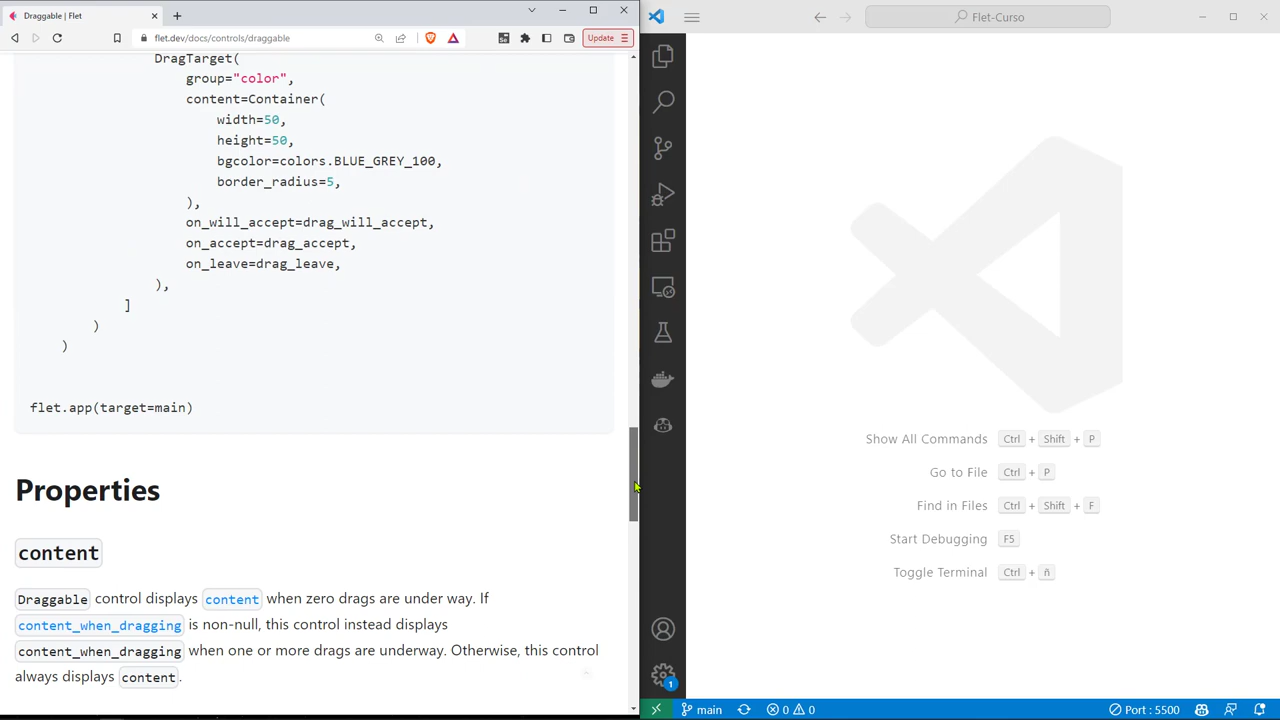 Draggable | Flet
flet.dev/docs/controls/draggable
Update
DragTarget(
group="color",
content=Container(
width=50,
height=50,
bgcolor=colors.BLUE_GREY_100,
border_radius=5,
),
on_will_accept=drag_will_accept,
on_accept=drag_accept,
on_leave=drag_leave,
),
]
)
)
flet.app(target=main)
Properties
content
Draggable control displays content when zero drags are under way. If
content_when_dragging is non-null, this control instead displays
content_when_dragging when one or more drags are underway. Otherwise, this control
always displays content.
Flet-Curso
Show All Commands Ctrl + Shift + P
Go to File Ctrl + P
Find in Files Ctrl + Shift + F
Start Debugging F5
Toggle Terminal Ctrl + ñ
1
main 0 0 Port : 5500